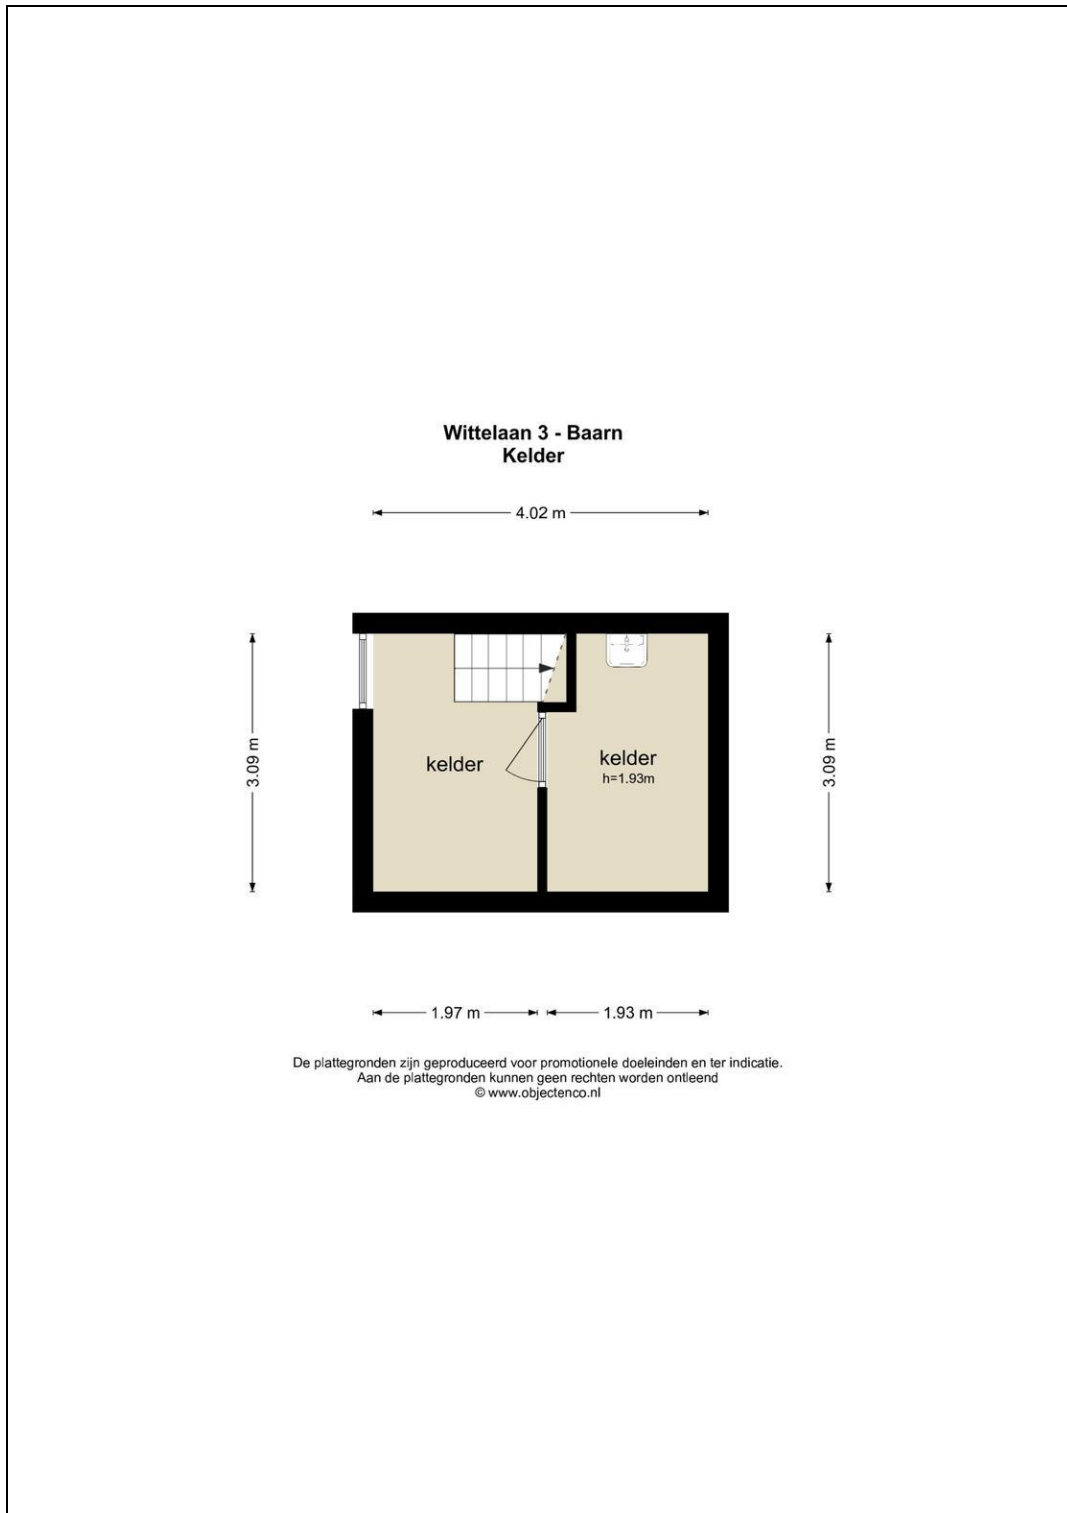 Wittelaan 3 - Baarn
Kelder
4.02 m
3.09 m
kelder
kelder
h=1.93m
3.09 m
1.97 m
1.93 m
De plattegronden zijn geproduceerd voor promotionele doeleinden en ter indicatie.
Aan de plattegronden kunnen geen rechten worden ontleend
© www.objectenco.nl